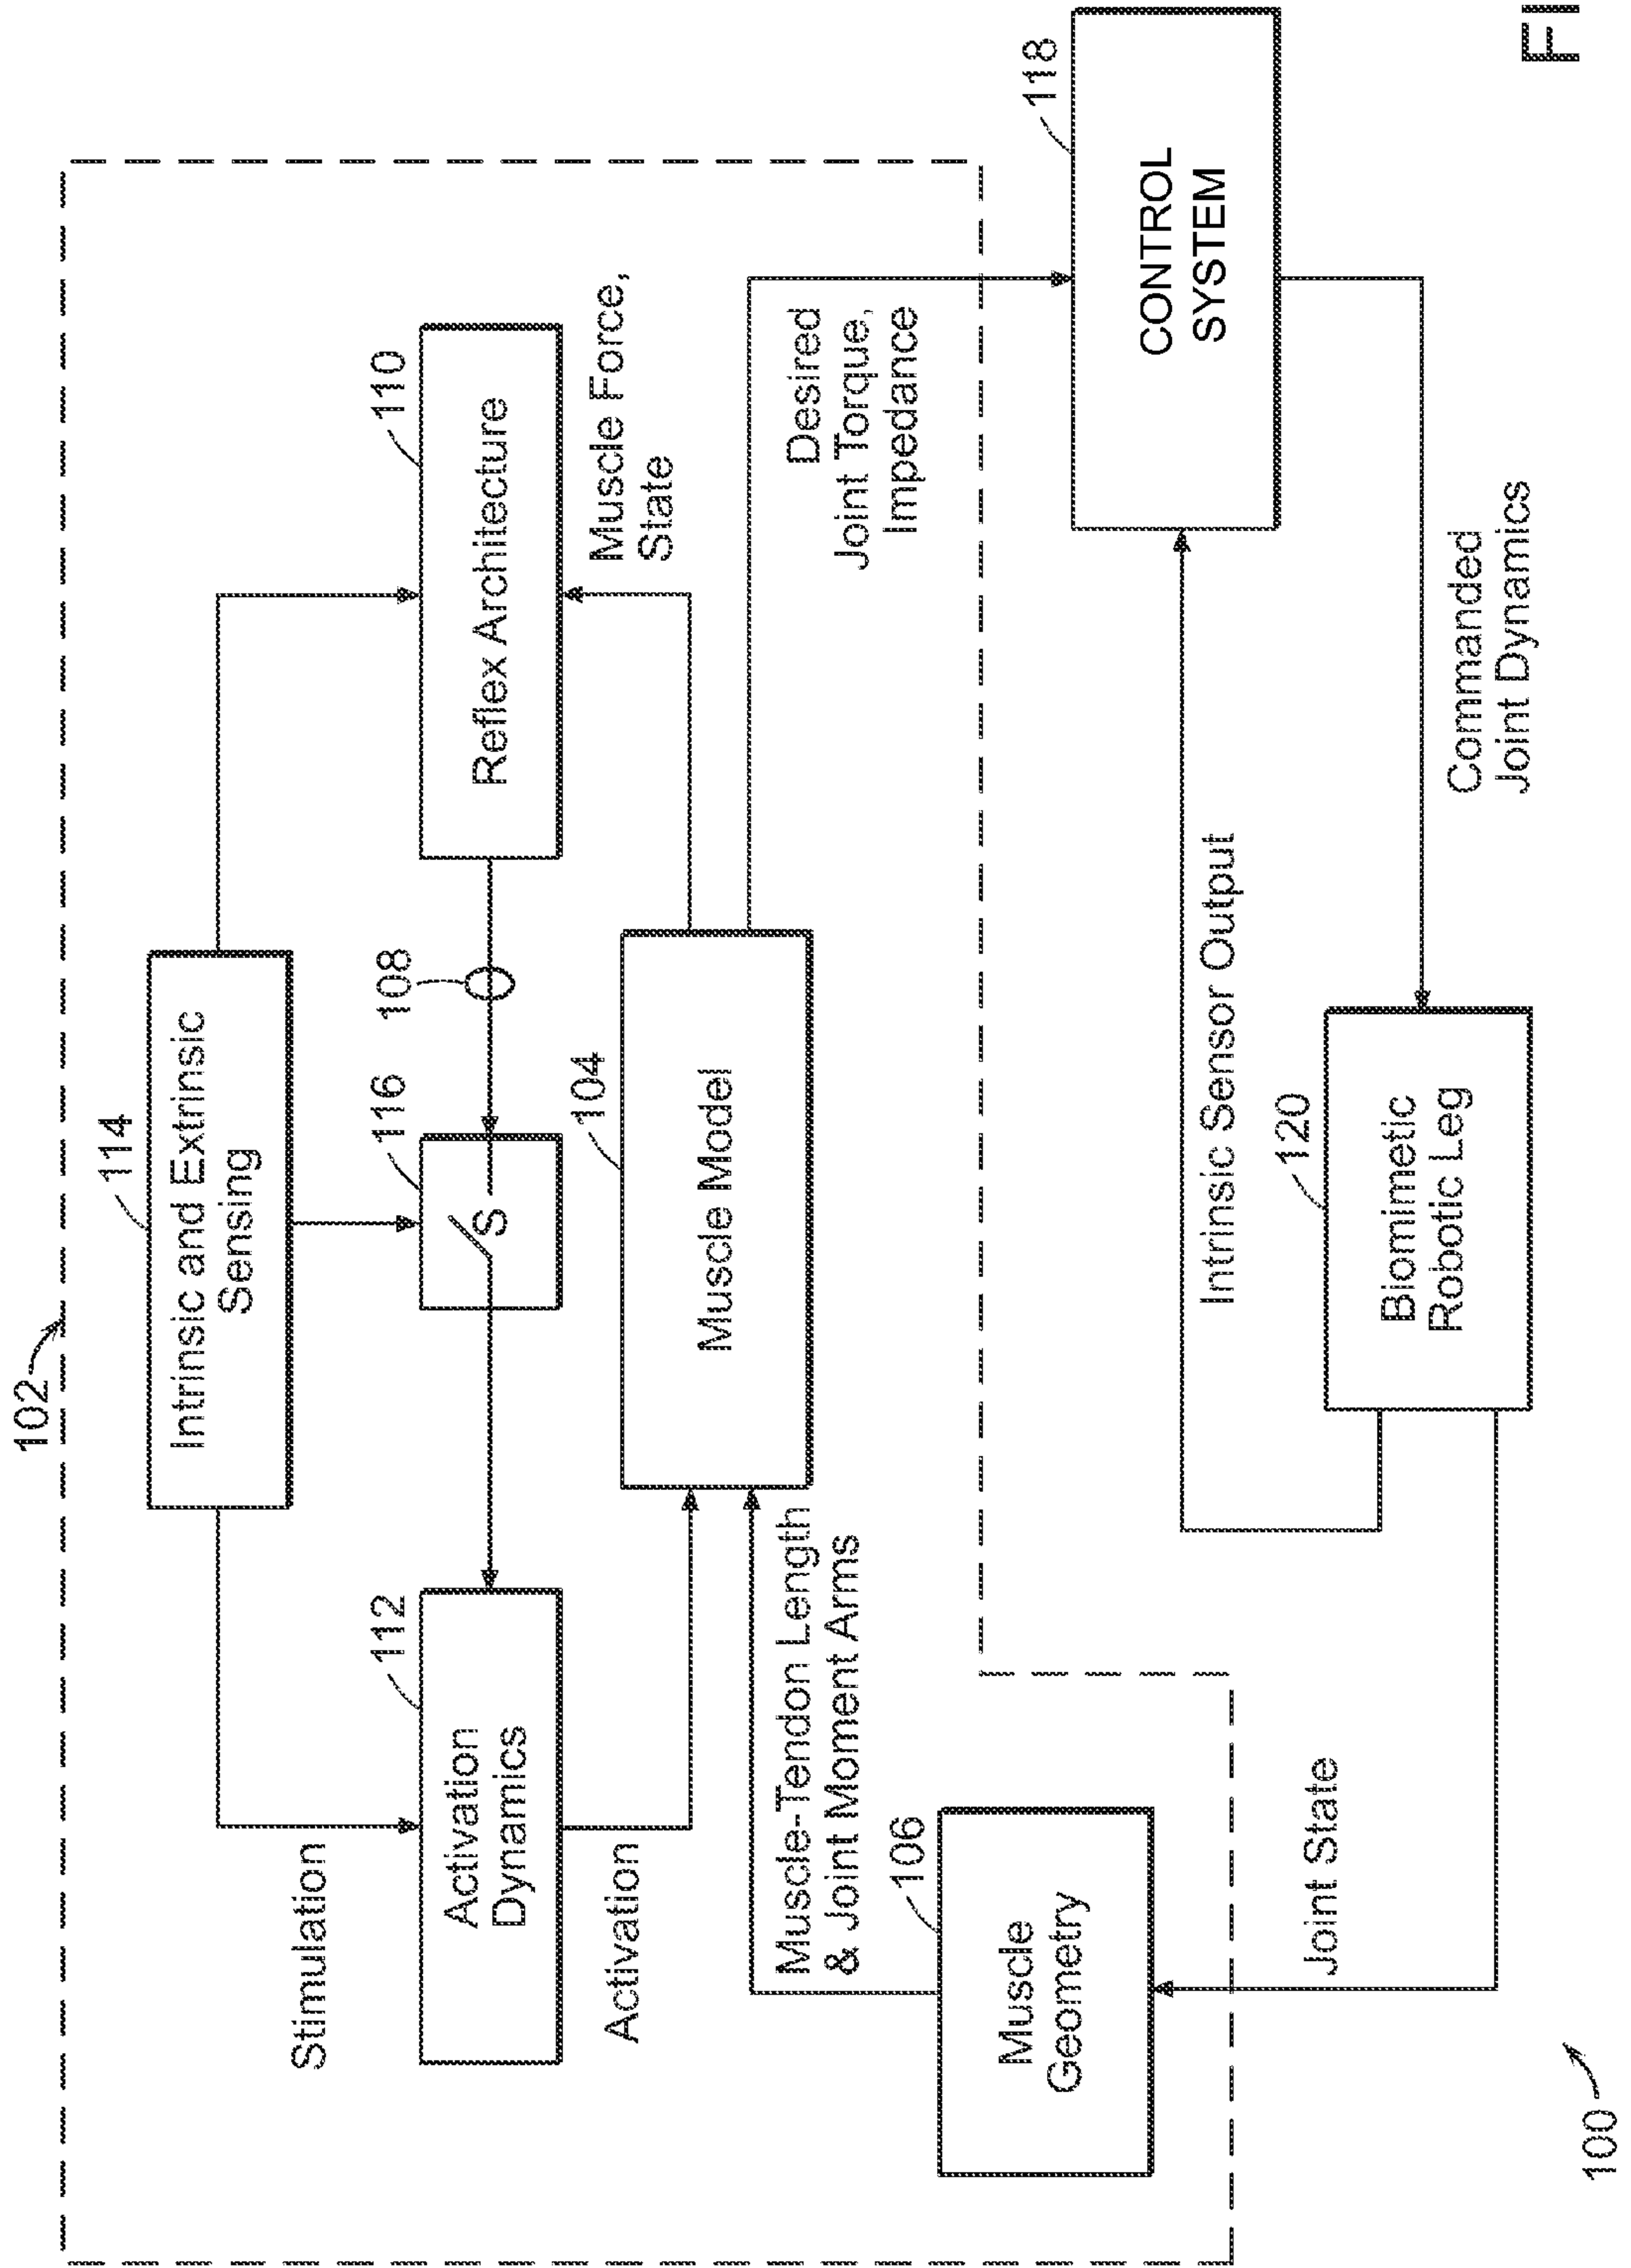 102
114
Intrinsic and Extrinsic
Sensing
Stimulation
112
Activation
Dynamics
116
S
108
110
Reflex Architecture
Activation
104
Muscle Model
Muscle Force,
State
Muscle-Tendon Length
& Joint Moment Arms
Desired
Joint Torque,
Impedance
106
Muscle
Geometry
118
CONTROL
SYSTEM
Intrinsic Sensor Output
Joint State
120
Biomimetic
Robotic Leg
Commanded
Joint Dynamics
100